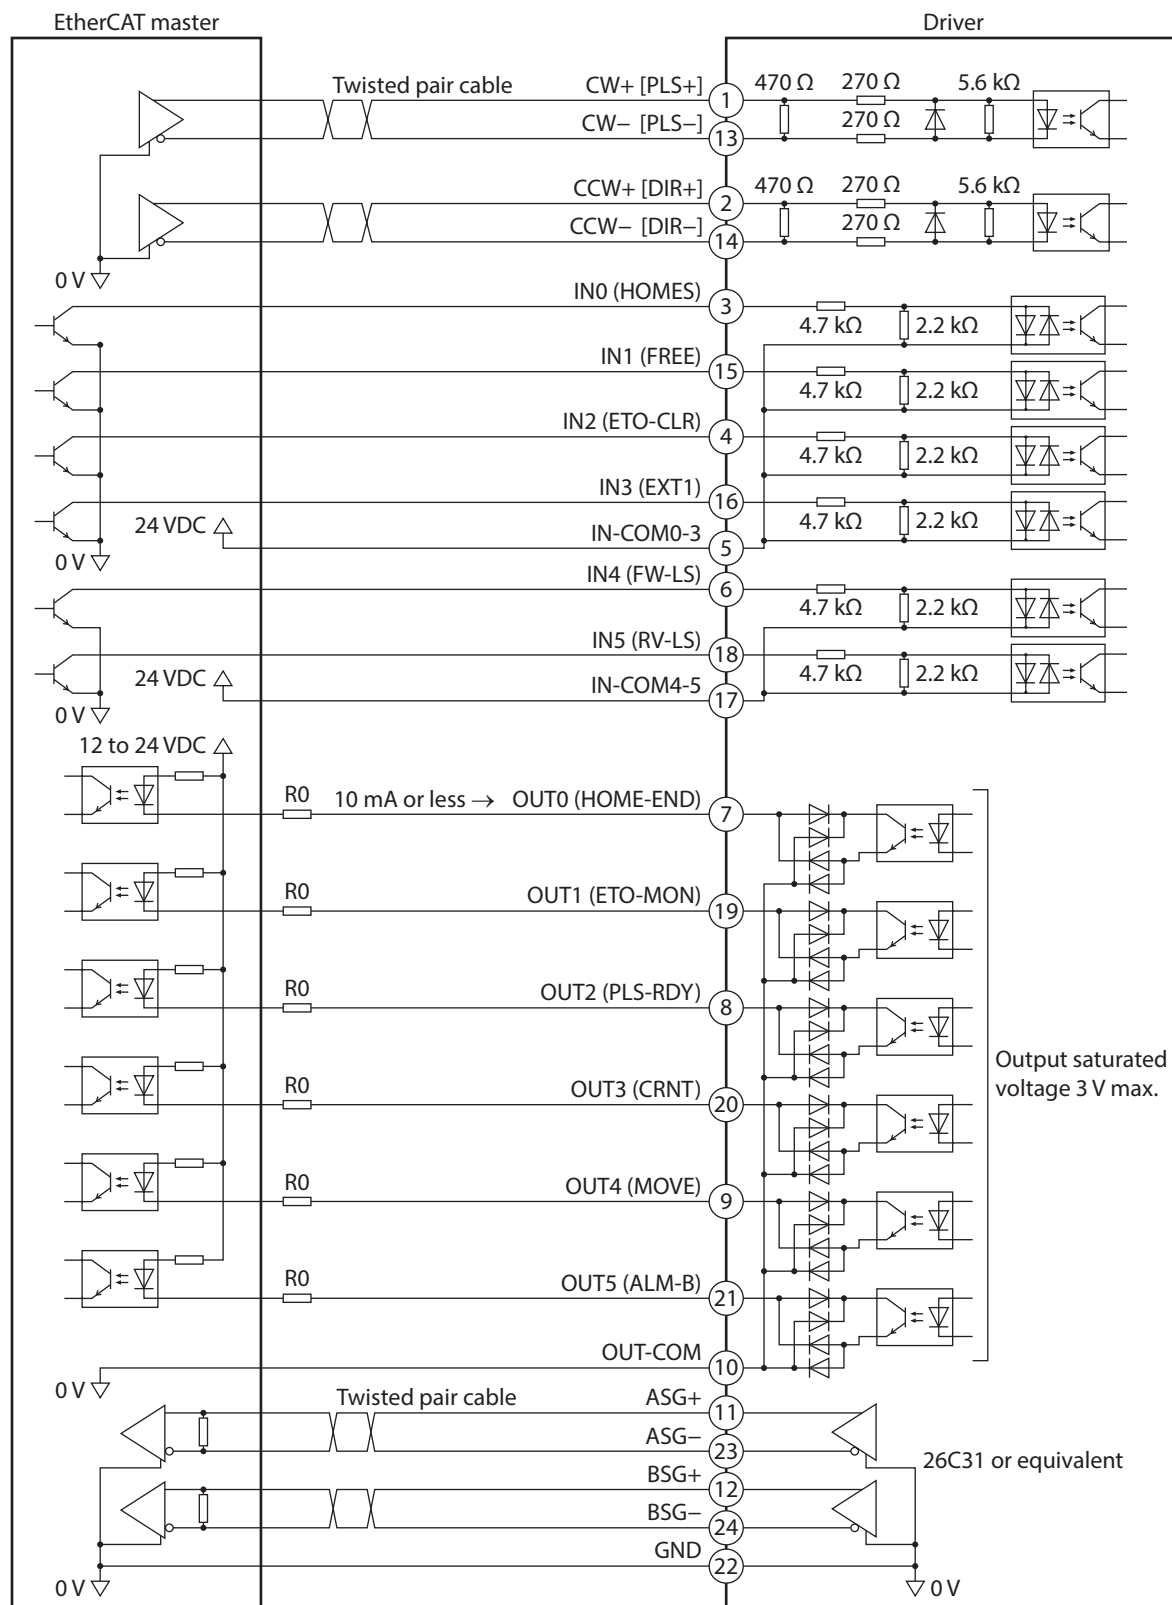 EtherCAT master
Driver
Twisted pair cable
CW+ [PLS+]
1
470 Ω
270 Ω
5.6 kΩ
CW− [PLS−]
13
270 Ω
CCW+ [DIR+]
2
470 Ω
270 Ω
5.6 kΩ
CCW− [DIR−]
14
270 Ω
0 V
IN0 (HOMES)
3
4.7 kΩ
2.2 kΩ
IN1 (FREE)
15
4.7 kΩ
2.2 kΩ
IN2 (ETO-CLR)
4
4.7 kΩ
2.2 kΩ
IN3 (EXT1)
16
4.7 kΩ
2.2 kΩ
24 VDC
IN-COM0-3
5
0 V
IN4 (FW-LS)
6
4.7 kΩ
2.2 kΩ
IN5 (RV-LS)
18
4.7 kΩ
2.2 kΩ
24 VDC
IN-COM4-5
17
0 V
12 to 24 VDC
R0
10 mA or less →
OUT0 (HOME-END)
7
R0
OUT1 (ETO-MON)
19
R0
OUT2 (PLS-RDY)
8
Output saturated
voltage 3 V max.
R0
OUT3 (CRNT)
20
R0
OUT4 (MOVE)
9
R0
OUT5 (ALM-B)
21
OUT-COM
10
0 V
Twisted pair cable
ASG+
11
ASG−
23
26C31 or equivalent
BSG+
12
BSG−
24
GND
22
0 V
0 V